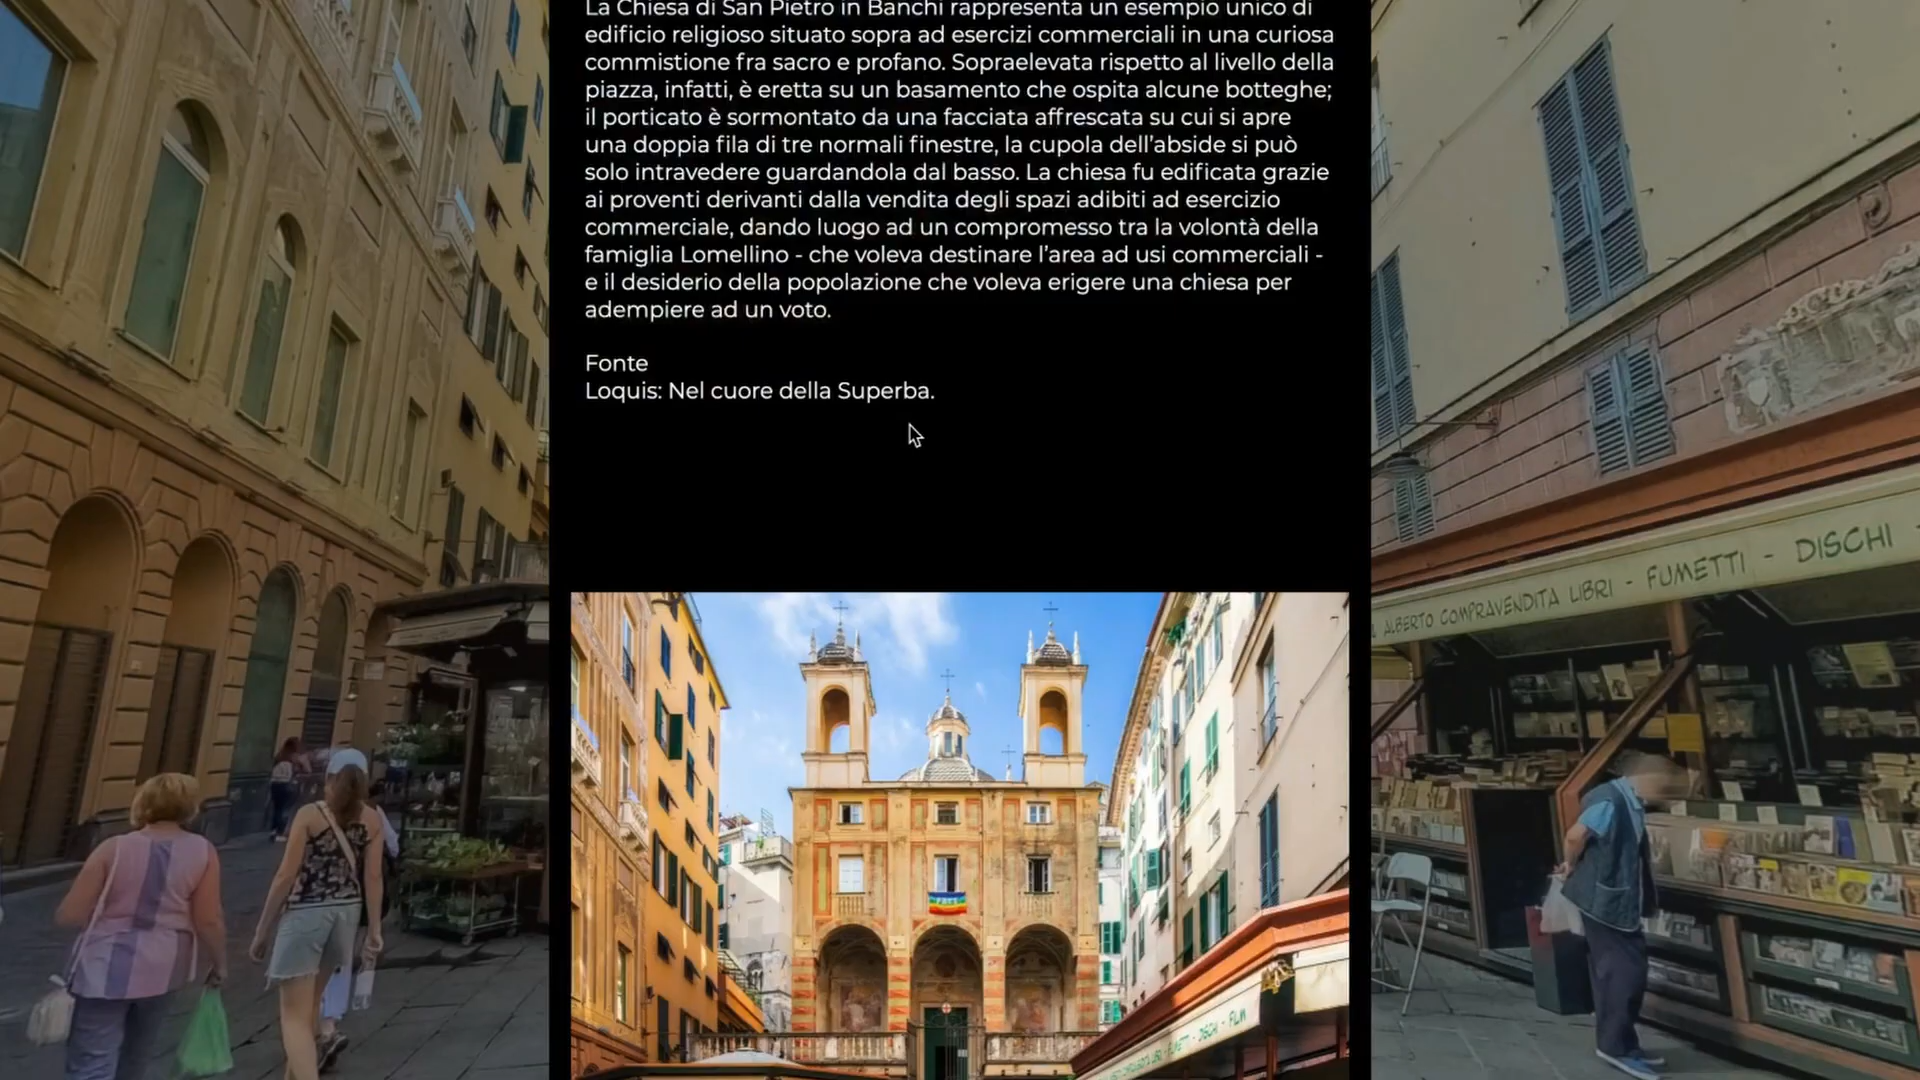 La Chiesa di San Pietro in Banchi rappresenta un esempio unico di
edificio religioso situato sopra ad esercizi commerciali in una curiosa
commistione fra sacro e profano. Sopraelevata rispetto al livello della
piazza, infatti, è eretta su un basamento che ospita alcune botteghe;
il porticato è sormontato da una facciata affrescata su cui si apre
una doppia fila di tre normali finestre, la cupola dell'abside si può
solo intravedere guardandola dal basso. La chiesa fu edificata grazie
ai proventi derivanti dalla vendita degli spazi adibiti ad esercizio
commerciale, dando luogo ad un compromesso tra la volontà della
famiglia Lomellino - che voleva destinare l'area ad usi commerciali -
e il desiderio della popolazione che voleva erigere una chiesa per
adempiere ad un voto.
Fonte
Loquis: Nel cuore della Superba.
ALBERTO COMPRAVENDITA LIBRI - FUMETTI - DISCHI
- DISCHI - FILM